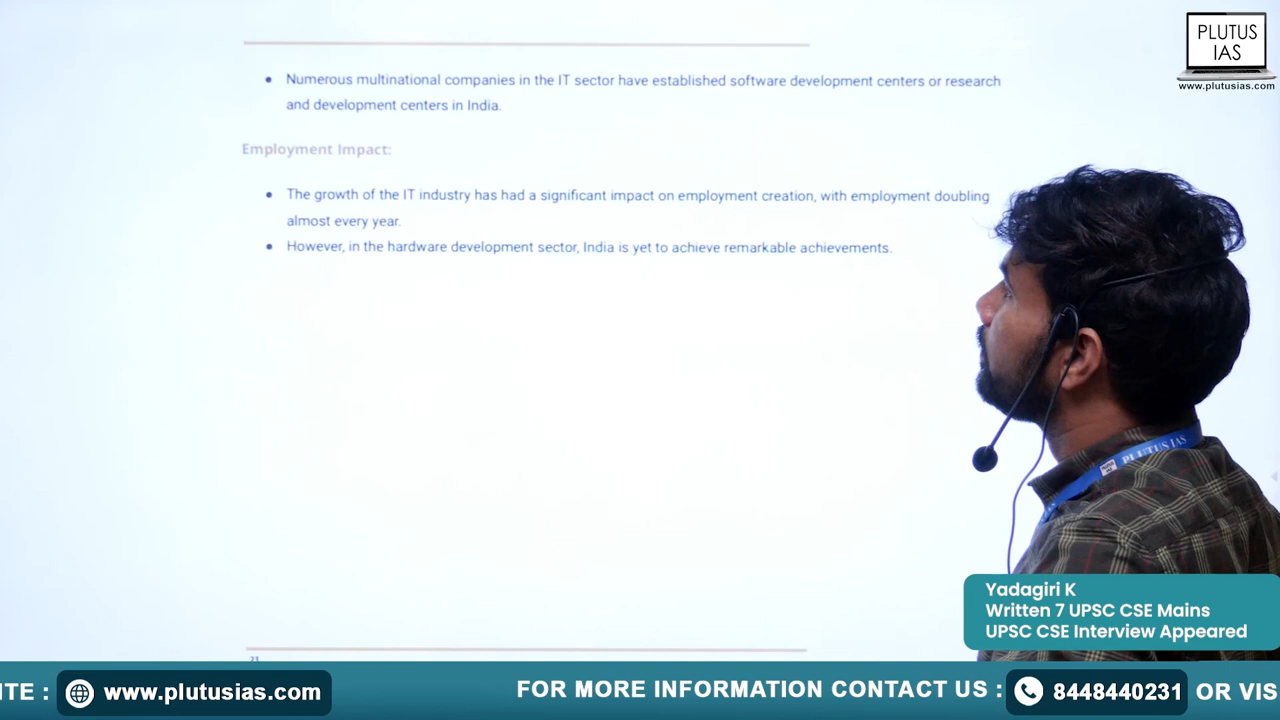 PLUTUS
IAS
www.plutusias.com
• Numerous multinational companies in the IT sector have established software development centers or research
and development centers in India.
Employment Impact:
• The growth of the IT industry has had a significant impact on employment creation, with employment doubling
almost every year.
• However, in the hardware development sector, India is yet to achieve remarkable achievements.
PLUTUS IAS
Yadagiri K
Written 7 UPSC CSE Mains
UPSC CSE Interview Appeared
21
ITE : www.plutusias.com FOR MORE INFORMATION CONTACT US : 8448440231 OR VIS